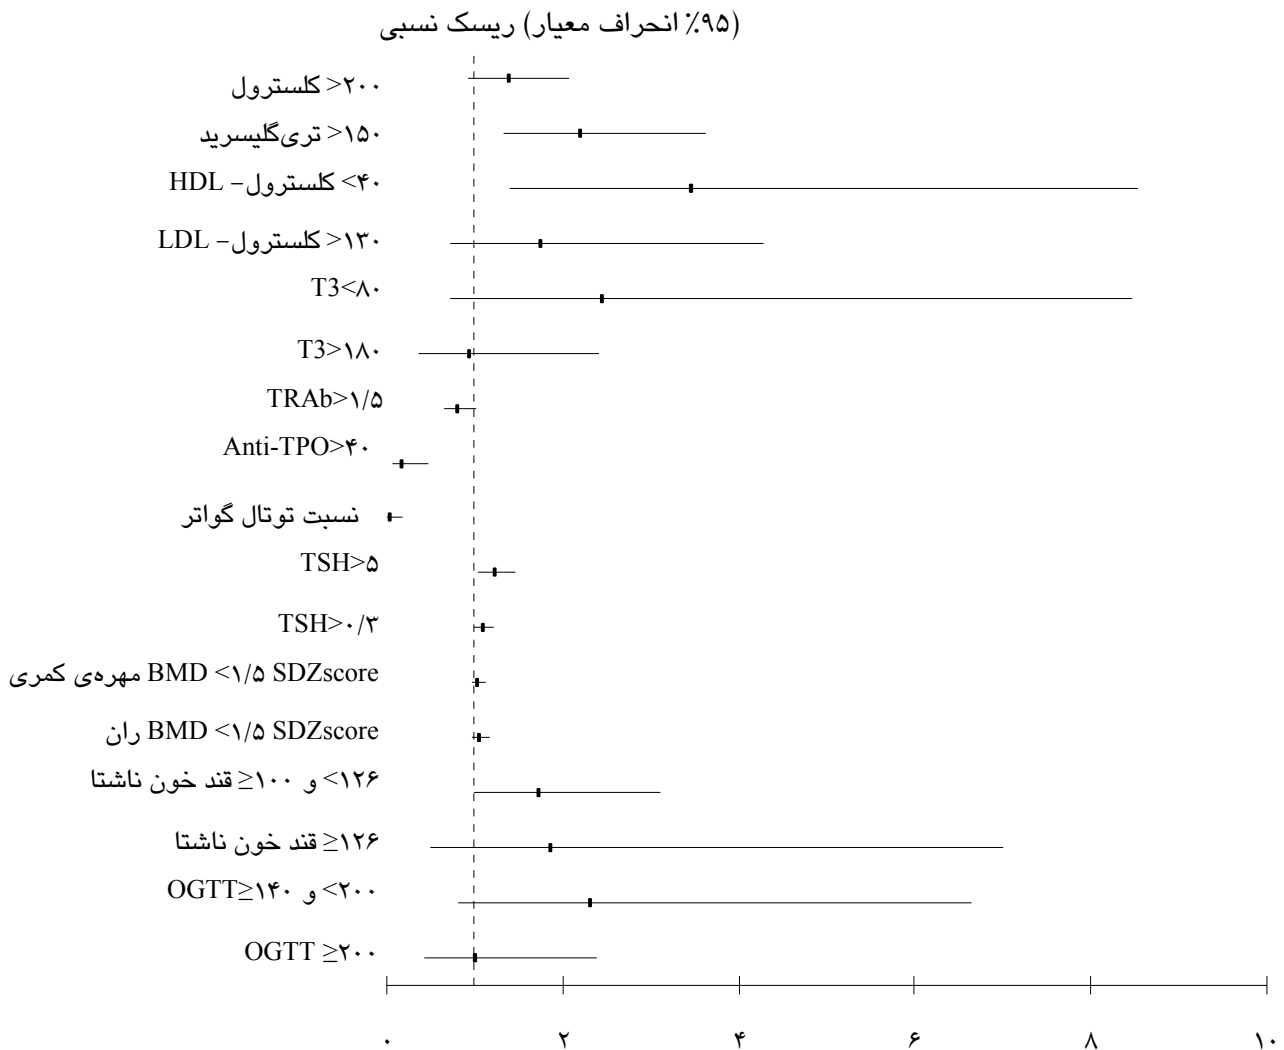 ریسک نسبی (۹۵٪ انحراف معیار)
کلسترول >۲۰۰
تری‌گلیسرید >۱۵۰
HDL -کلسترول <۴۰
LDL -کلسترول >۱۳۰
T3<۸۰
T3>۱۸۰
TRAb>۱/۵
Anti-TPO>۴۰
نسبت توتال گواتر
TSH>۵
TSH>۰/۳
مهره‌ی کمری BMD <۱/۵ SDZscore
ران BMD <۱/۵ SDZscore
قند خون ناشتا ≥۱۰۰ و <۱۲۶
قند خون ناشتا ≥۱۲۶
OGTT≥۱۴۰ و <۲۰۰
OGTT ≥۲۰۰
۰ ۲ ۴ ۶ ۸ ۱۰